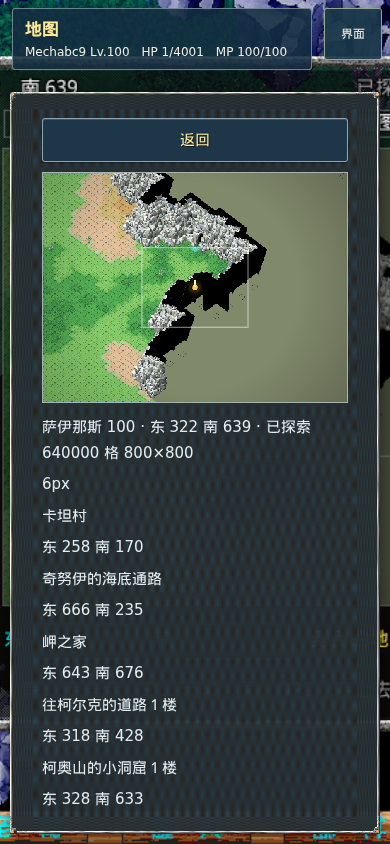 地图
Mechabc9 Lv.100 HP 1/4001 MP 100/100
界面
南 639
返回
萨伊那斯 100 · 东 322 南 639 · 已探索
640000 格 800×800
6px
卡坦村
东 258 南 170
奇努伊的海底通路
东 666 南 235
岬之家
东 643 南 676
往柯尔克的道路 1 楼
东 318 南 428
柯奥山的小洞窟 1 楼
东 328 南 633